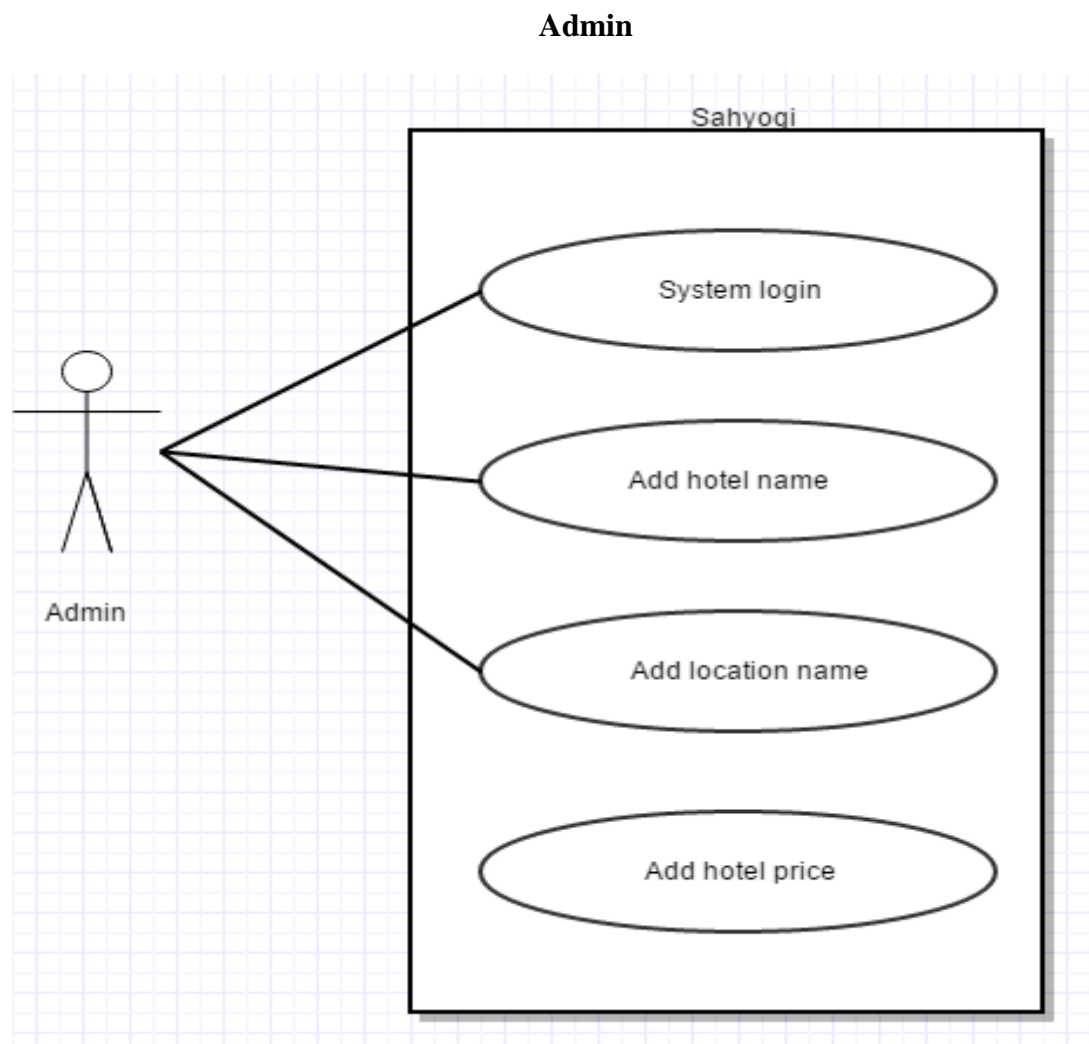 Admin
Sahyogi
System login
Add hotel name
Admin
Add location name
Add hotel price